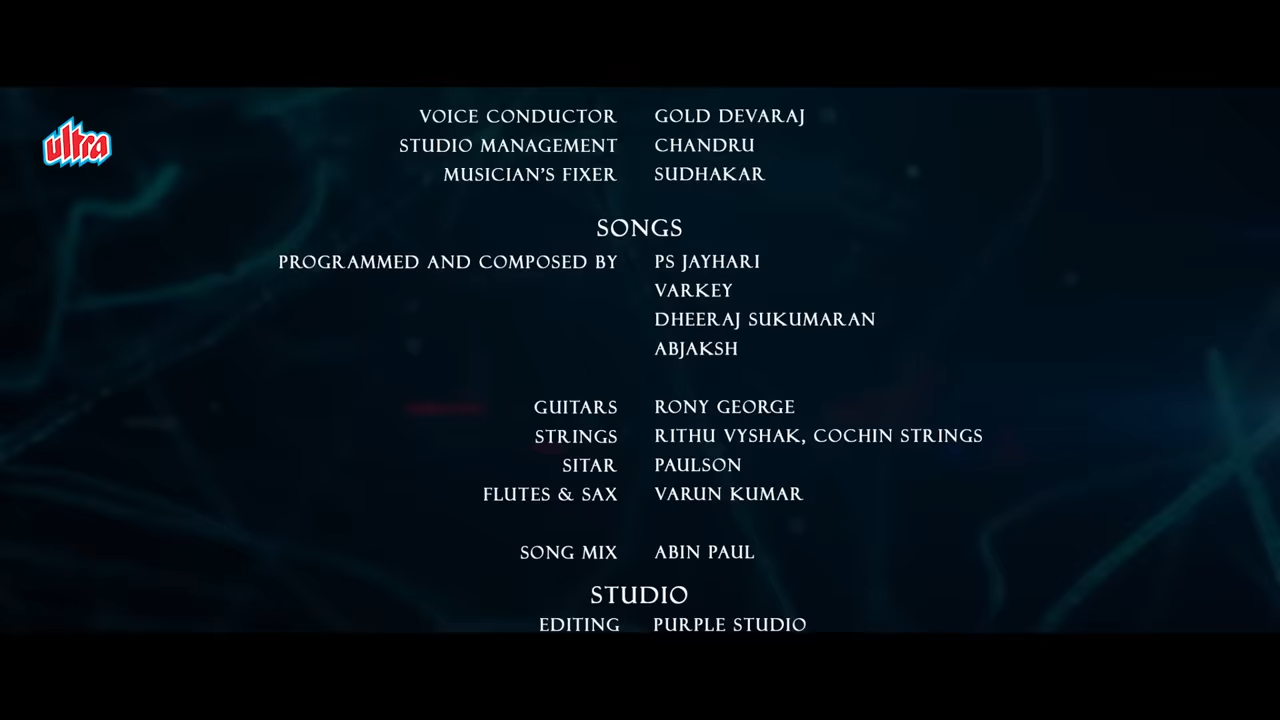 ultra
VOICE CONDUCTOR GOLD DEVARAJ
STUDIO MANAGEMENT CHANDRU
MUSICIAN'S FIXER SUDHAKAR
SONGS
PROGRAMMED AND COMPOSED BY PS JAYHARI
VARKEY
DHEERAJ SUKUMARAN
ABJAKSH
GUITARS RONY GEORGE
STRINGS RITHU VYSHAK, COCHIN STRINGS
SITAR PAULSON
FLUTES & SAX VARUN KUMAR
SONG MIX ABIN PAUL
STUDIO
EDITING PURPLE STUDIO